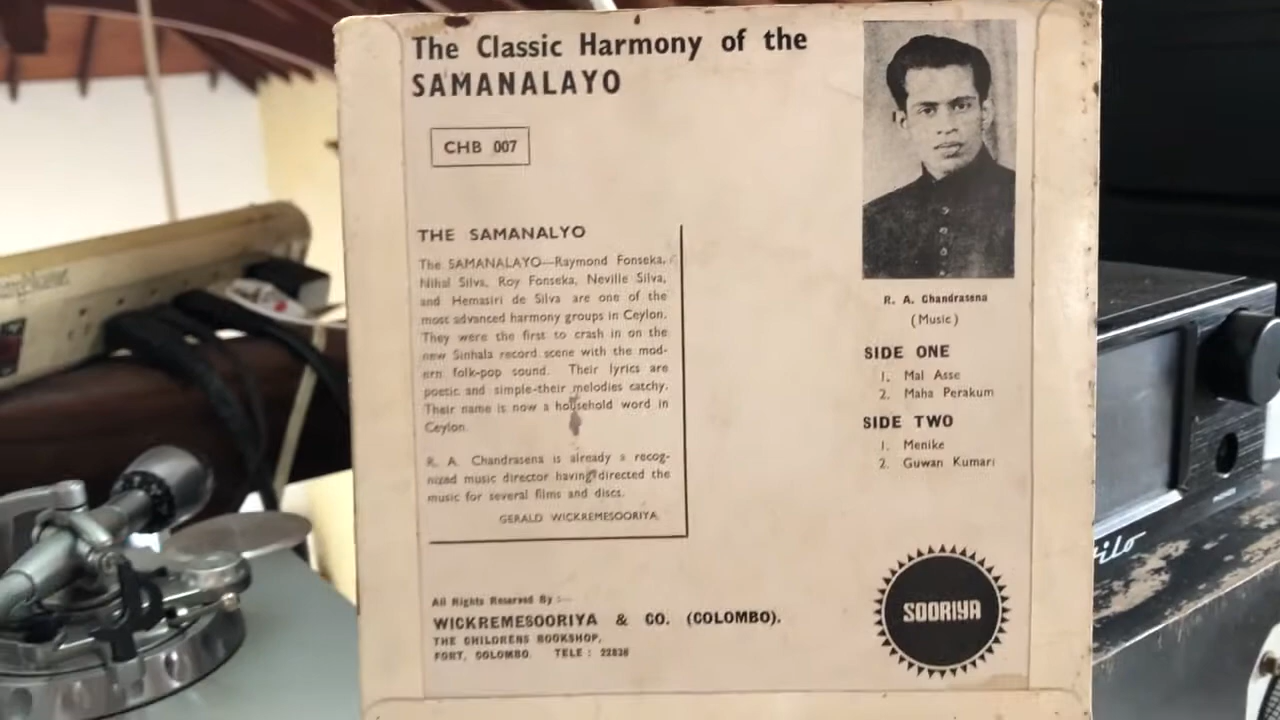 The Classic Harmony of the
SAMANALAYO
CHB 007
THE SAMANALYO
The SAMANALAYO—Raymond Fonseka,
Nihal Silva, Roy Fonseka, Neville Silva,
and Hemasiri de Silva are one of the
most advanced harmony groups in Ceylon.
They were the first to crash in on the
new Sinhala record scene with the mod-
ern folk-pop sound. Their lyrics are
poetic and simple-their melodies catchy.
Their name is now a household word in
Ceylon.
R. A. Chandrasena is already a recog-
nized music director having directed the
music for several films and discs.
GERALD WICKREMESOORIYA
R. A. Chandrasena
(Music)
SIDE ONE
1. Mal Asse
2. Maha Perakum
SIDE TWO
1. Menike
2. Guwan Kumari
All Rights Reserved By :—
WICKREMESOORIYA & CO. (COLOMBO).
THE CHILDRENS BOOKSHOP,
FORT, COLOMBO. TELE : 22838
SOORIYA